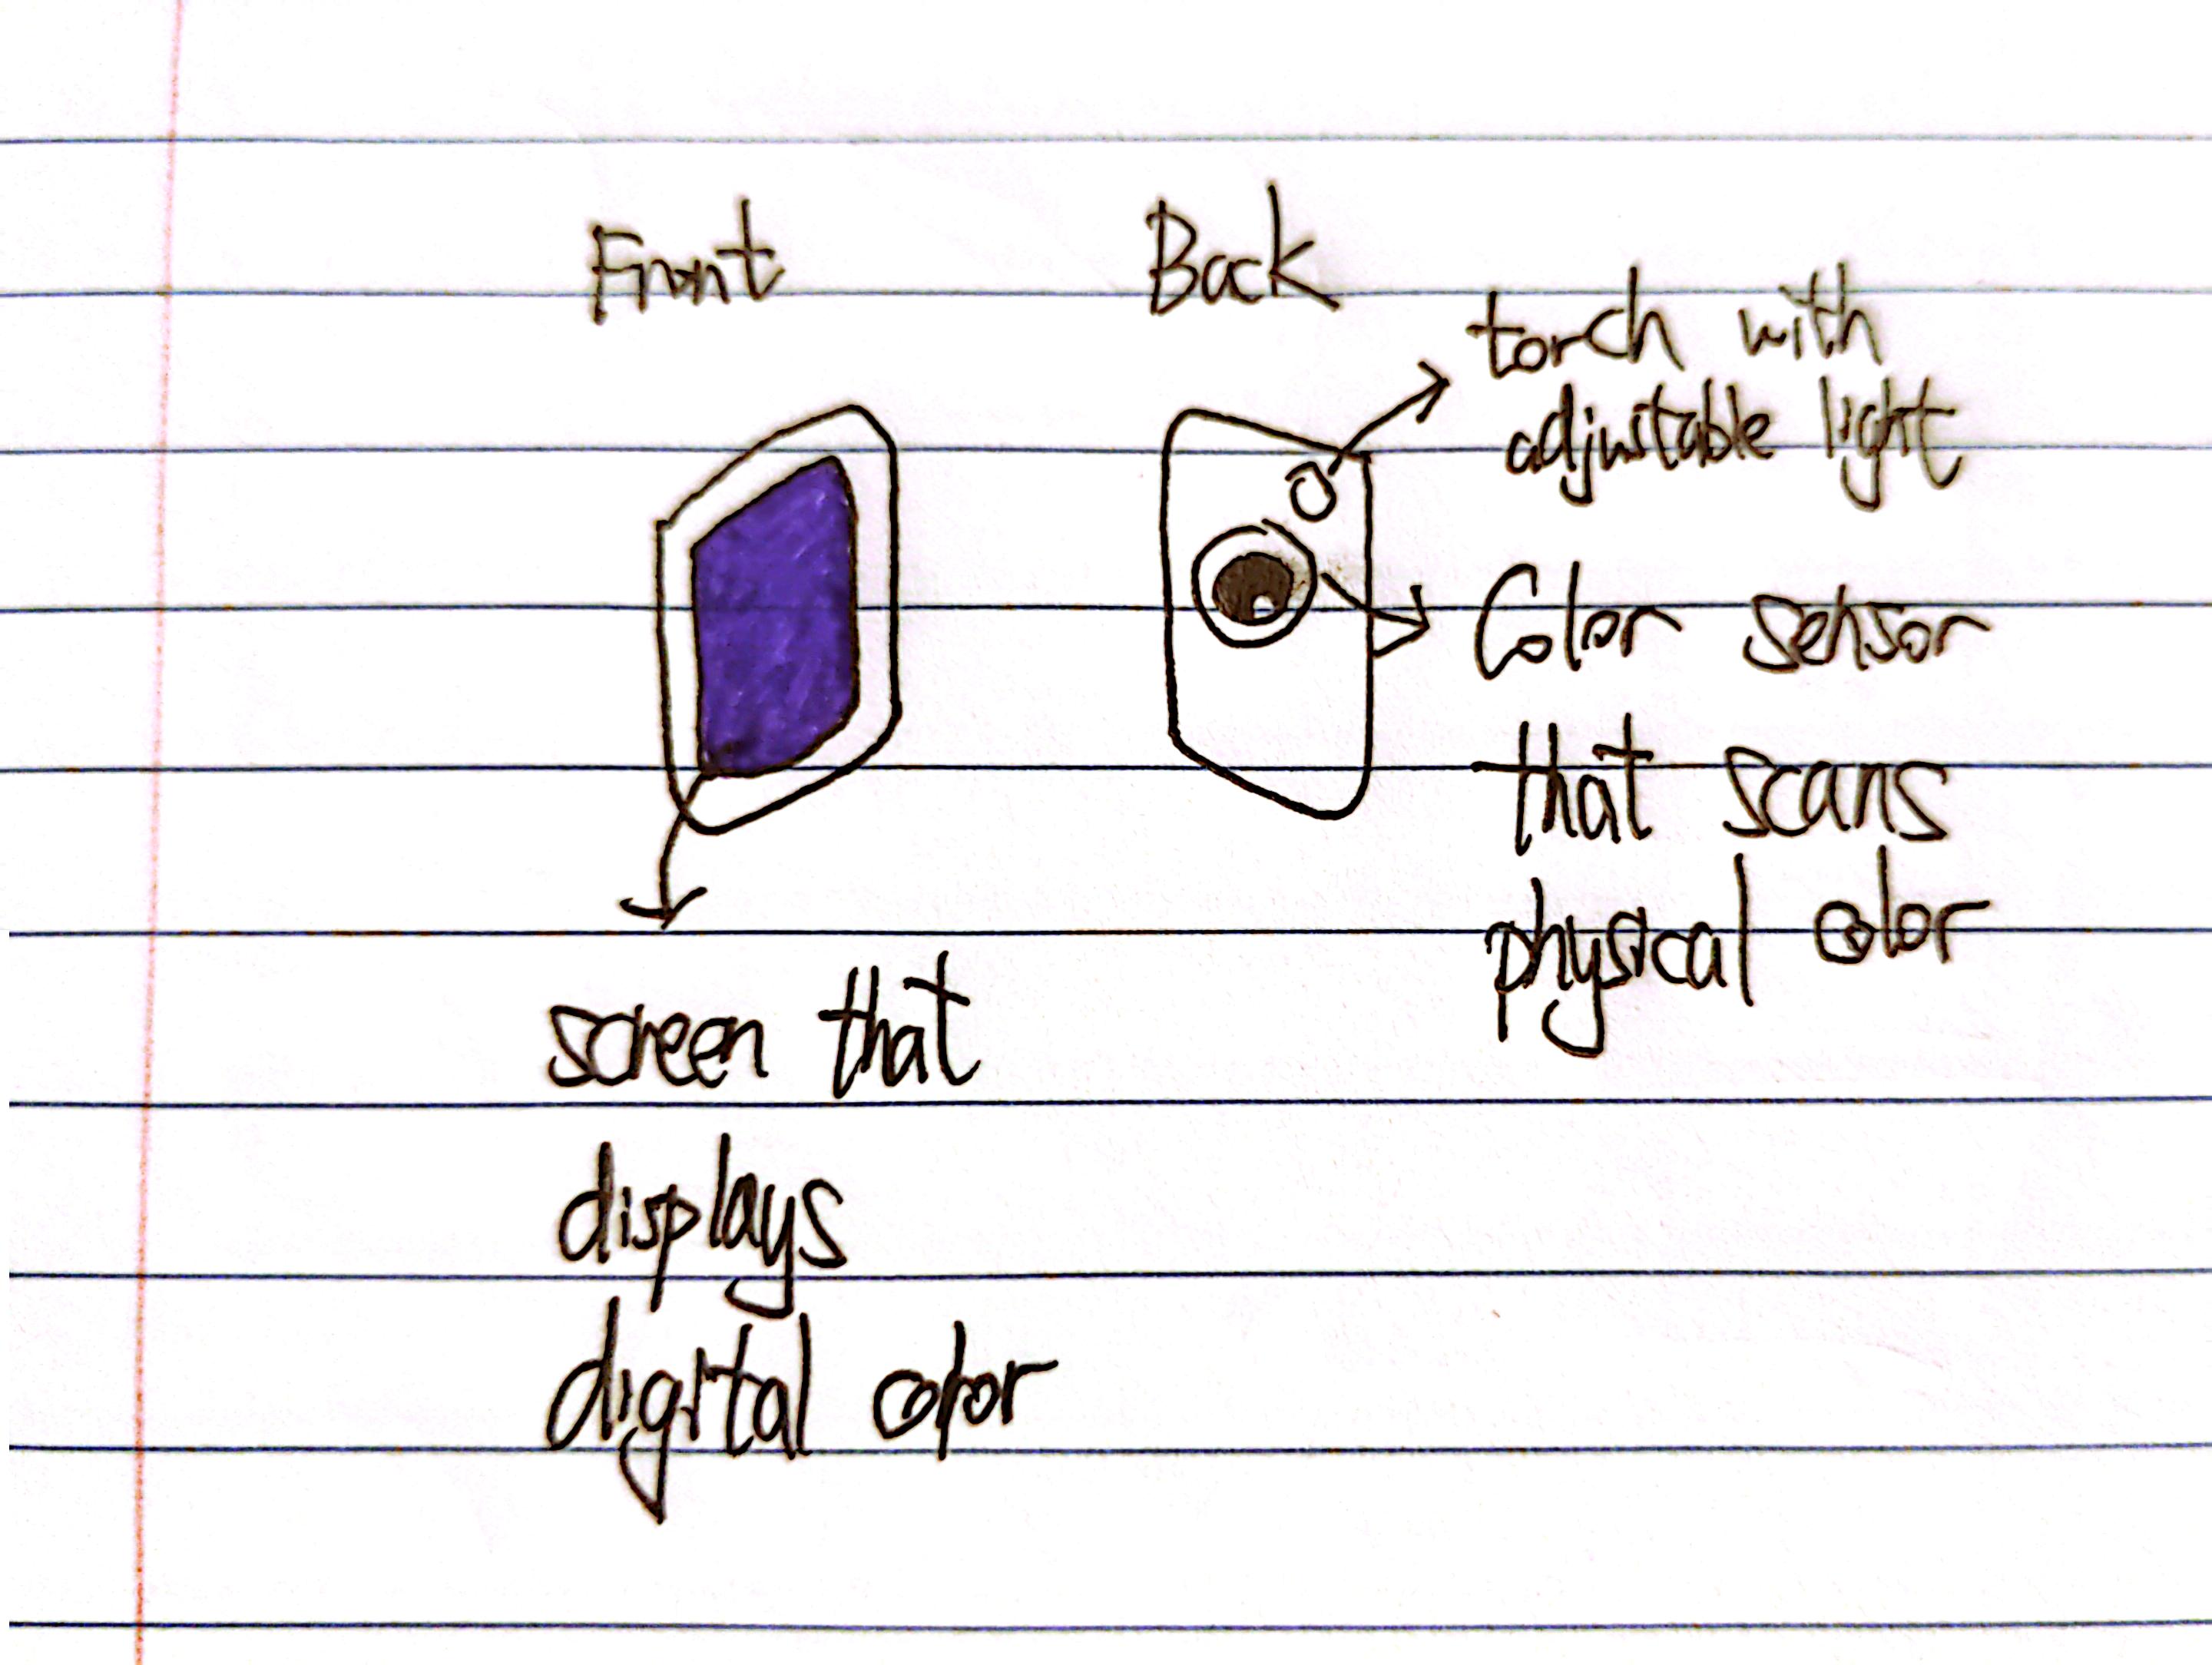 Front
Back
torch with
adjustable light
Color sensor
that scans
physical color
screen that
displays
digital color